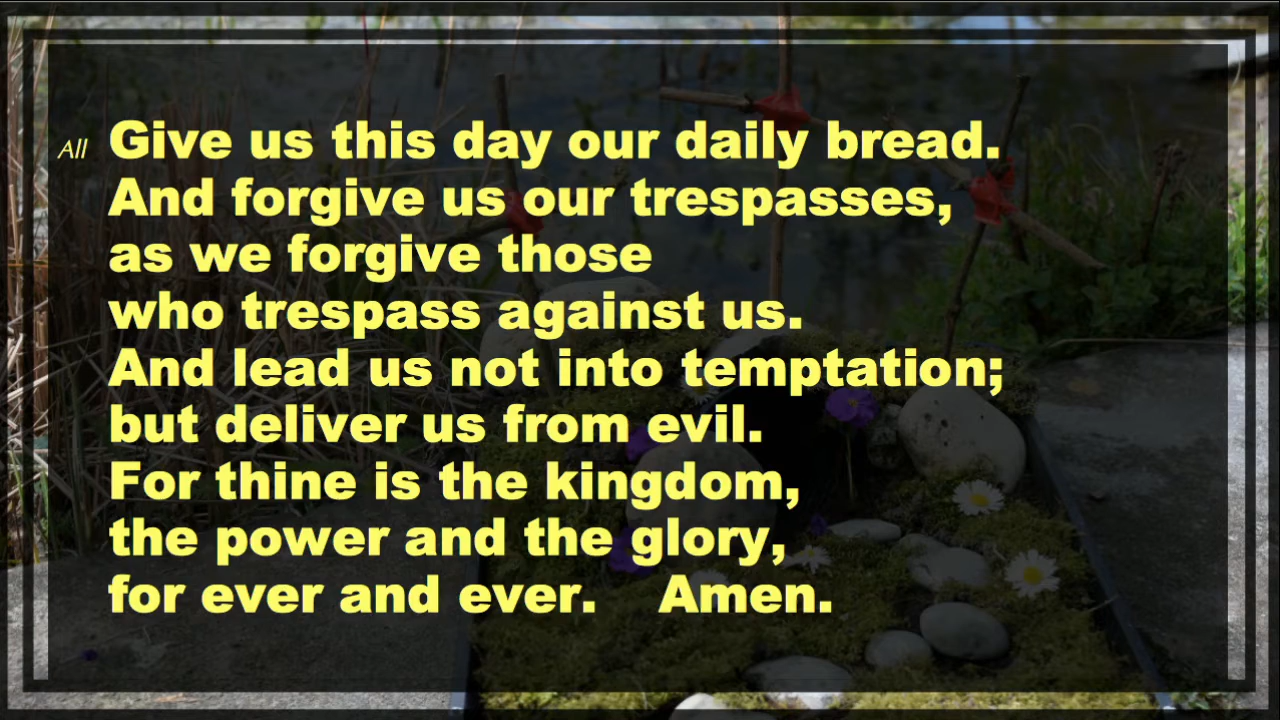 All Give us this day our daily bread.
And forgive us our trespasses,
as we forgive those
who trespass against us.
And lead us not into temptation;
but deliver us from evil.
For thine is the kingdom,
the power and the glory,
for ever and ever. Amen.